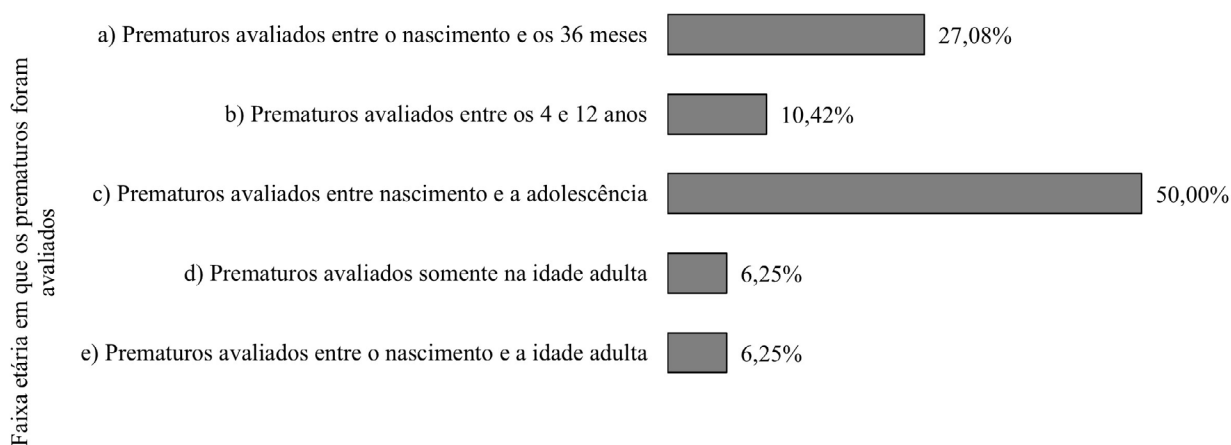 Faixa etária em que os prematuros foram
avaliados
a) Prematuros avaliados entre o nascimento e os 36 meses 27,08%
b) Prematuros avaliados entre os 4 e 12 anos 10,42%
c) Prematuros avaliados entre nascimento e a adolescência 50,00%
d) Prematuros avaliados somente na idade adulta 6,25%
e) Prematuros avaliados entre o nascimento e a idade adulta 6,25%